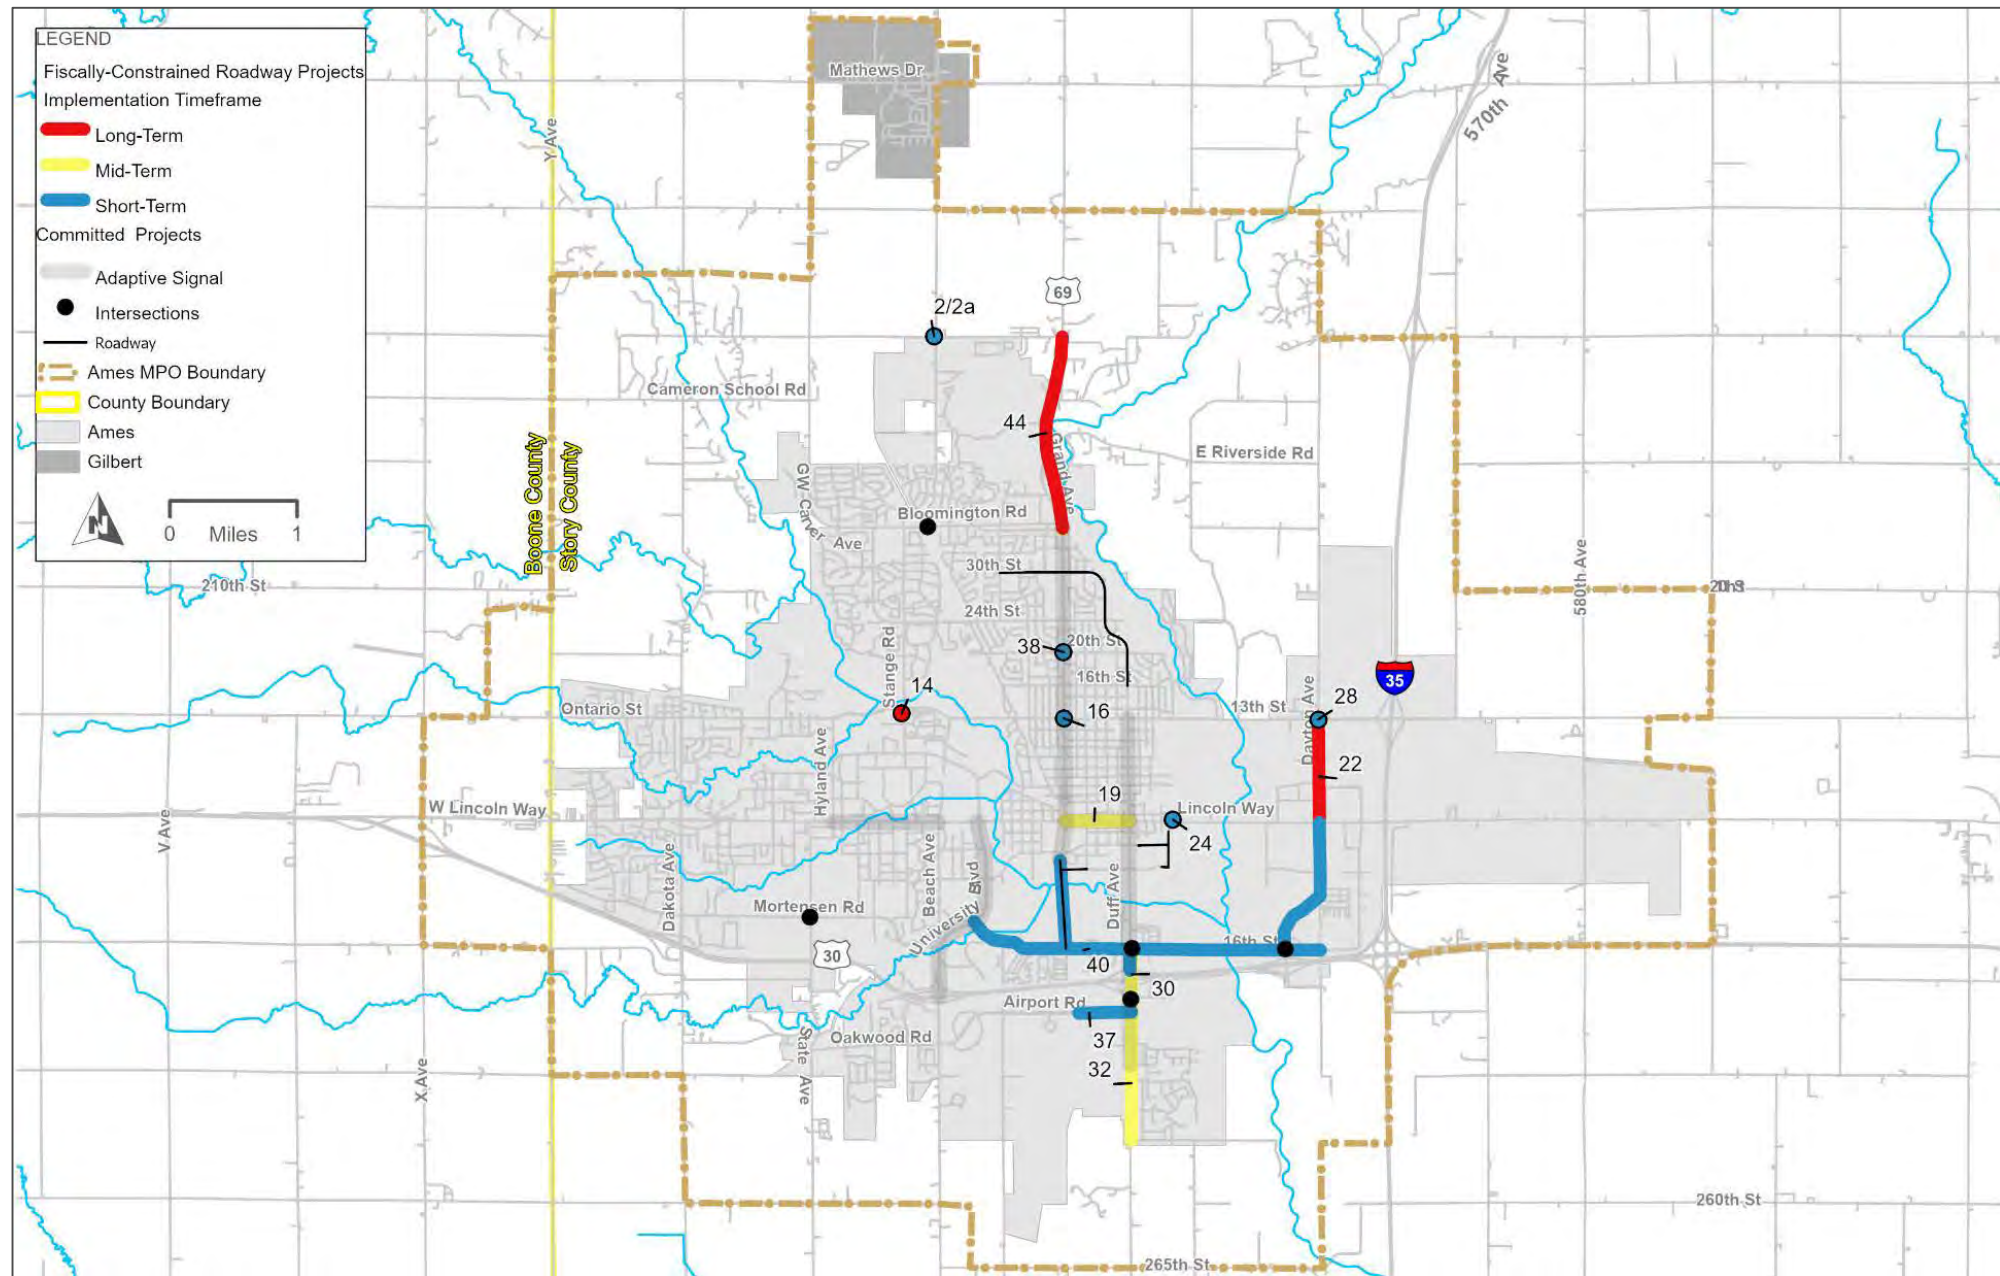 LEGEND
Fiscally-Constrained Roadway Projects
Implementation Timeframe
Long-Term
Mid-Term
Short-Term
Committed Projects
Adaptive Signal
Intersections
Roadway
Ames MPO Boundary
County Boundary
Ames
Gilbert
N
0 Miles 1
Mathews Dr
Y Ave
570th Ave
2/2a
69
Cameron School Rd
44
Grand Ave
E Riverside Rd
Boone County
Story County
GW Carver Ave
Bloomington Rd
210th St
30th St
580th Ave
24th St
38
20th St
Stange Rd
16th St
14
35
Ontario St
16
13th St
Dayton Ave
28
22
Hyland Ave
19
W Lincoln Way
Lincoln Way
V Ave
24
Dakota Ave
Beach Ave
University Blvd
Duff Ave
Mortensen Rd
30
16th St
40
30
Airport Rd
Oakwood Rd
37
State Ave
32
X Ave
260th St
265th St